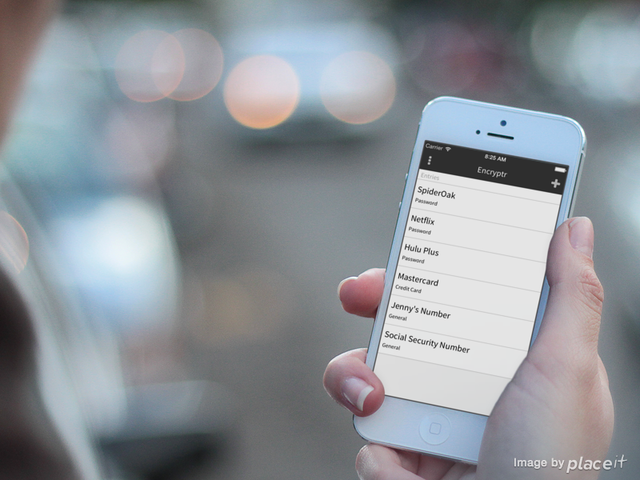 Carrier 8:25 AM
Encryptr
Entries
SpiderOak
Password
Netflix
Password
Hulu Plus
Password
Mastercard
Credit Card
Jenny's Number
General
Social Security Number
General
Image by placeit